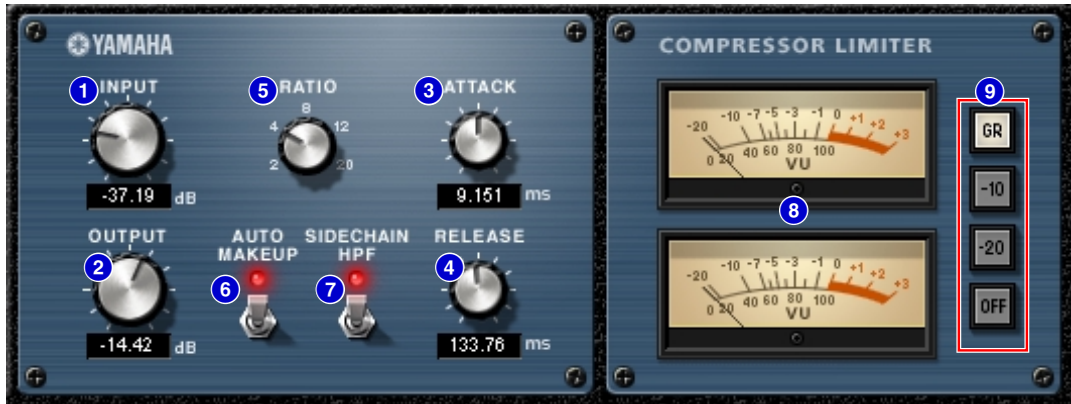 YAMAHA
COMPRESSOR LIMITER
1 INPUT
5 RATIO
3 ATTACK
2 4 8 12 20
-37.19 dB
9.151 ms
2 OUTPUT
6 AUTO MAKEUP
7 SIDECHAIN HPF
4 RELEASE
-14.42 dB
133.76 ms
-20 -10 -7 -5 -3 -1 0 +1 +2 +3
0 20 40 60 80 100
VU
8
-20 -10 -7 -5 -3 -1 0 +1 +2 +3
0 20 40 60 80 100
VU
9
GR
-10
-20
OFF